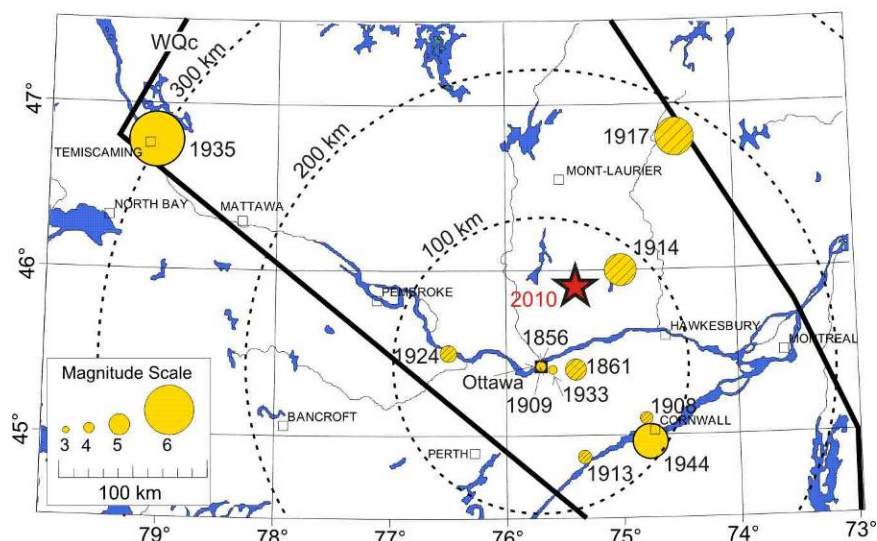 WQc
300 km
47°
TEMISCAMING
1935
200 km
1917
MONT-LAURIER
NORTH BAY
MATTAWA
100 km
46°
1914
2010
PEMBROKE
1856
HAWKESBURY
MONTREAL
1924
1861
Ottawa
1909
1933
Magnitude Scale
3 4 5 6
100 km
BANCROFT
45°
1908
CORNWALL
PERTH
1913
1944
79° 78° 77° 76° 75° 74° 73°